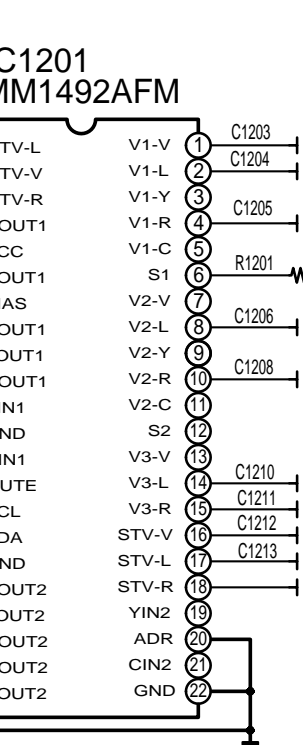 C1201
MM1492AFM
TV-L V1-V 1 C1203
TV-V V1-L 2 C1204
TV-R V1-Y 3
OUT1 V1-R 4 C1205
CC V1-C 5
OUT1 S1 6 R1201
IAS V2-V 7
OUT1 V2-L 8 C1206
OUT1 V2-Y 9
OUT1 V2-R 10 C1208
IN1 V2-C 11
ND S2 12
IN1 V3-V 13
UTE V3-L 14 C1210
CL V3-R 15 C1211
DA STV-V 16 C1212
ND STV-L 17 C1213
OUT2 STV-R 18
OUT2 YIN2 19
OUT2 ADR 20
OUT2 CIN2 21
OUT2 GND 22